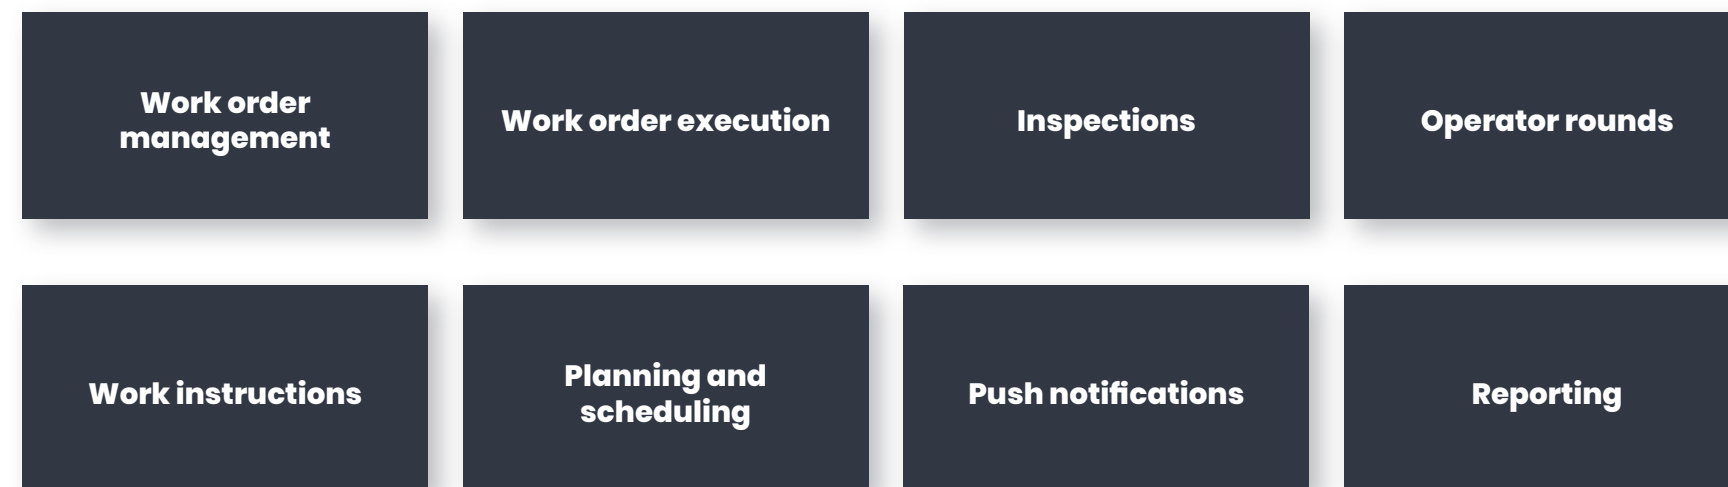 Work order
management
Work order execution
Inspections
Operator rounds
Work instructions
Planning and
scheduling
Push notifications
Reporting